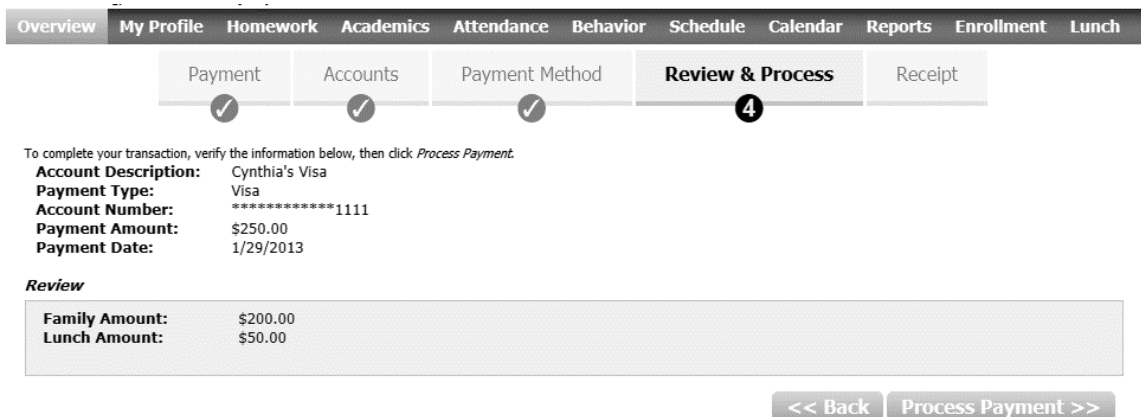 Overview My Profile Homework Academics Attendance Behavior Schedule Calendar Reports Enrollment Lunch
Payment Accounts Payment Method Review & Process Receipt
✓ ✓ ✓ 4
To complete your transaction, verify the information below, then click Process Payment.
Account Description: Cynthia's Visa
Payment Type: Visa
Account Number: ************1111
Payment Amount: $250.00
Payment Date: 1/29/2013
Review
Family Amount: $200.00
Lunch Amount: $50.00
<< Back Process Payment >>